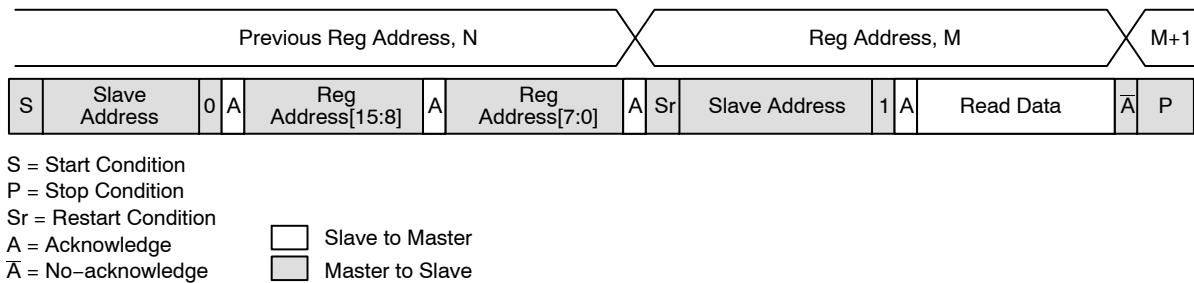 Previous Reg Address, N Reg Address, M M+1
S Slave Address 0 A Reg Address[15:8] A Reg Address[7:0] A Sr Slave Address 1 A Read Data A̅ P
S = Start Condition
P = Stop Condition
Sr = Restart Condition
A = Acknowledge
A̅ = No−acknowledge
Slave to Master
Master to Slave